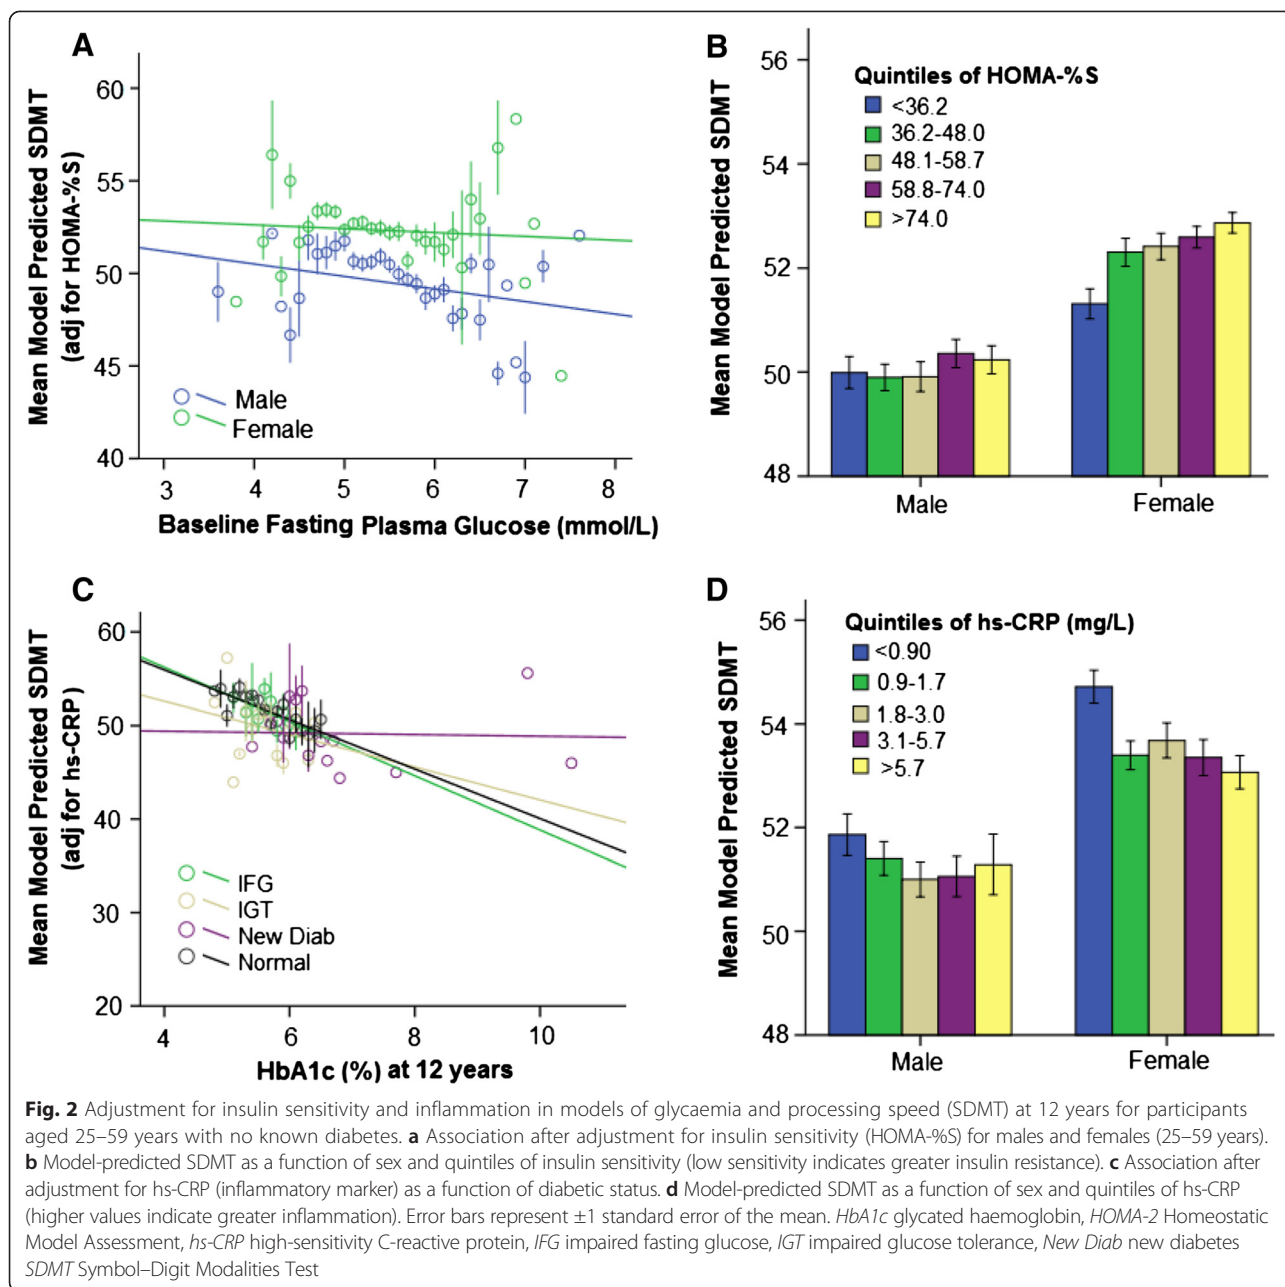 A
Mean Model Predicted SDMT
(adj for HOMA-%S)
60
55
50
45
40
Male
Female
3 4 5 6 7 8
Baseline Fasting Plasma Glucose (mmol/L)
B
Mean Model Predicted SDMT
56
54
52
50
48
Quintiles of HOMA-%S
<36.2
36.2-48.0
48.1-58.7
58.8-74.0
>74.0
Male Female
C
Mean Model Predicted SDMT
(adj for hs-CRP)
60
50
40
30
20
IFG
IGT
New Diab
Normal
4 6 8 10
HbA1c (%) at 12 years
D
Mean Model Predicted SDMT
56
54
52
50
48
Quintiles of hs-CRP (mg/L)
<0.90
0.9-1.7
1.8-3.0
3.1-5.7
>5.7
Male Female
Fig. 2 Adjustment for insulin sensitivity and inflammation in models of glycaemia and processing speed (SDMT) at 12 years for participants
aged 25–59 years with no known diabetes. a Association after adjustment for insulin sensitivity (HOMA-%S) for males and females (25–59 years).
b Model-predicted SDMT as a function of sex and quintiles of insulin sensitivity (low sensitivity indicates greater insulin resistance). c Association after
adjustment for hs-CRP (inflammatory marker) as a function of diabetic status. d Model-predicted SDMT as a function of sex and quintiles of hs-CRP
(higher values indicate greater inflammation). Error bars represent ±1 standard error of the mean. HbA1c glycated haemoglobin, HOMA-2 Homeostatic
Model Assessment, hs-CRP high-sensitivity C-reactive protein, IFG impaired fasting glucose, IGT impaired glucose tolerance, New Diab new diabetes
SDMT Symbol–Digit Modalities Test